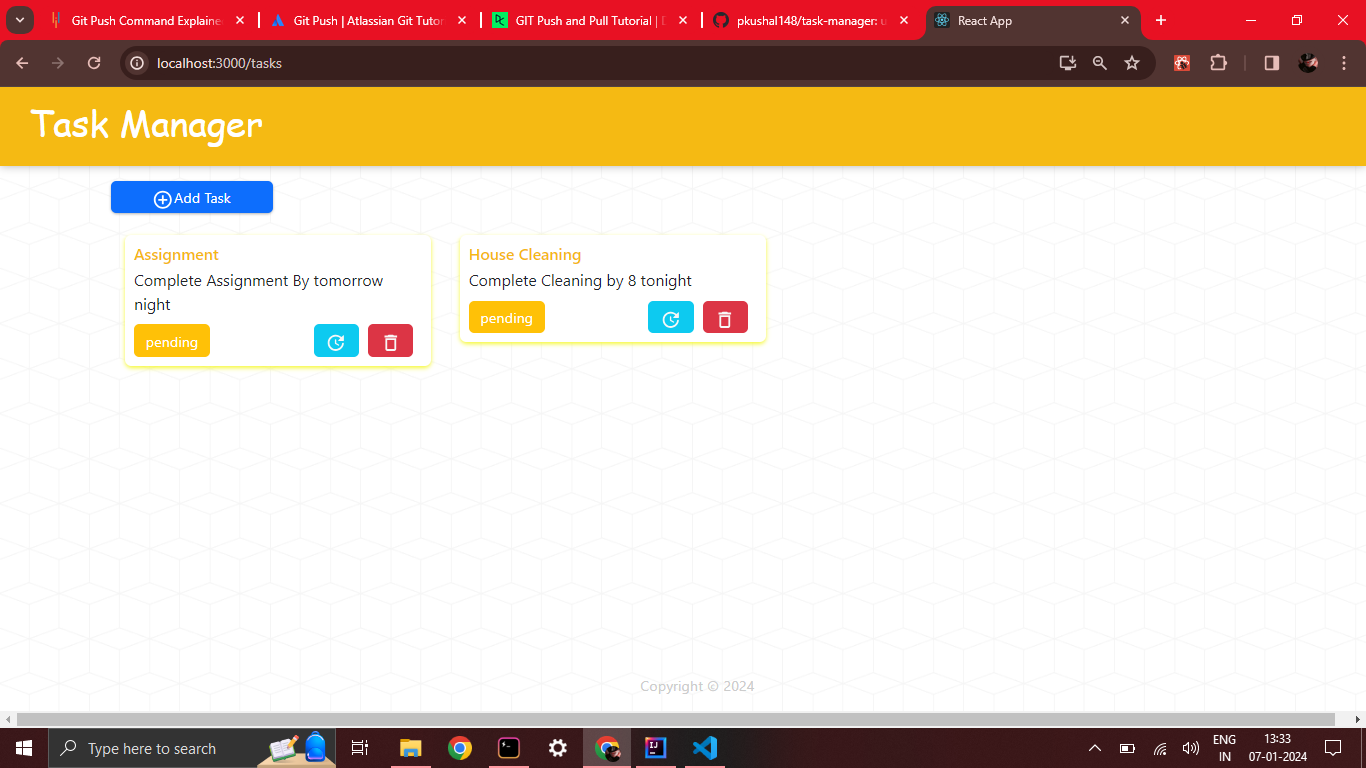 Git Push Command Explaine
Git Push | Atlassian Git Tutor
GIT Push and Pull Tutorial | D
pkushal148/task-manager: u
React App
localhost:3000/tasks
Task Manager
Add Task
Assignment
Complete Assignment By tomorrow
night
pending
House Cleaning
Complete Cleaning by 8 tonight
pending
Copyright © 2024
Type here to search
ENG
IN
13:33
07-01-2024